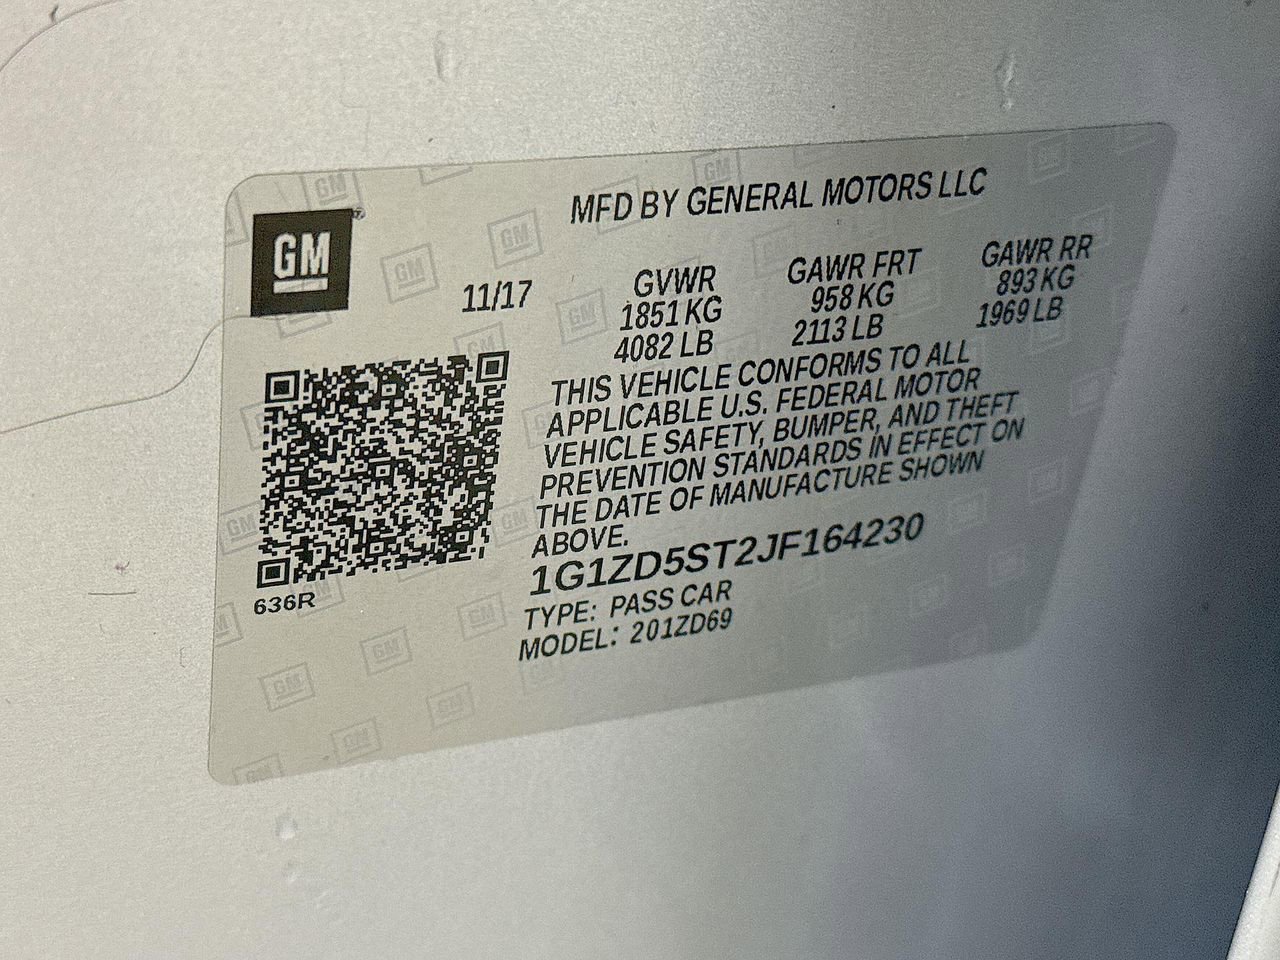 MFD BY GENERAL MOTORS LLC
GM
11/17
GVWR
1851 KG
4082 LB
GAWR FRT
958 KG
2113 LB
GAWR RR
893 KG
1969 LB
THIS VEHICLE CONFORMS TO ALL
APPLICABLE U.S. FEDERAL MOTOR
VEHICLE SAFETY, BUMPER, AND THEFT
PREVENTION STANDARDS IN EFFECT ON
THE DATE OF MANUFACTURE SHOWN
ABOVE.
1G1ZD5ST2JF164230
TYPE: PASS CAR
MODEL: 201ZD69
636R